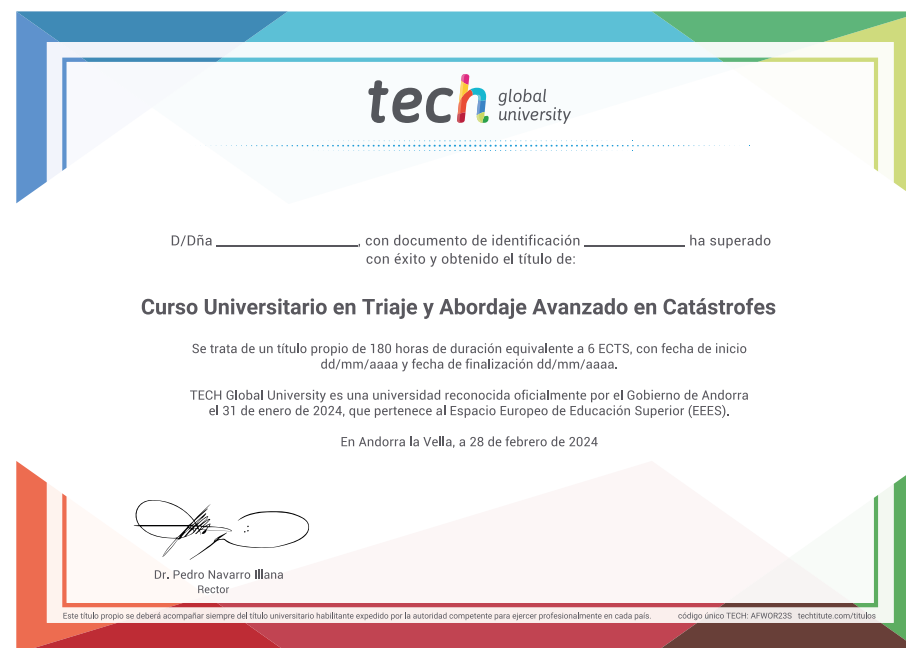 tech global university
D/Dña ____________, con documento de identificación ____________ ha superado
con éxito y obtenido el título de:
Curso Universitario en Triaje y Abordaje Avanzado en Catástrofes
Se trata de un título propio de 180 horas de duración equivalente a 6 ECTS, con fecha de inicio
dd/mm/aaaa y fecha de finalización dd/mm/aaaa.
TECH Global University es una universidad reconocida oficialmente por el Gobierno de Andorra
el 31 de enero de 2024, que pertenece al Espacio Europeo de Educación Superior (EEES).
En Andorra la Vella, a 28 de febrero de 2024
Dr. Pedro Navarro Illana
Rector
Este título propio se deberá acompañar siempre del título universitario habilitante expedido por la autoridad competente para ejercer profesionalmente en cada país. código único TECH: AFWOR23S techtitute.com/titulos